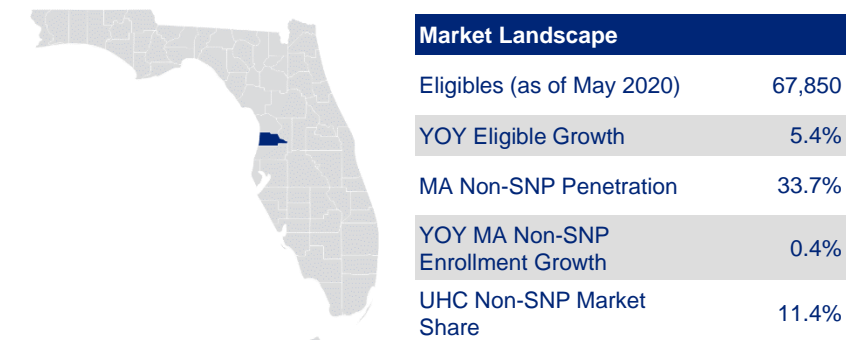 Market Landscape
Eligibles (as of May 2020) 67,850
YOY Eligible Growth 5.4%
MA Non-SNP Penetration 33.7%
YOY MA Non-SNP
Enrollment Growth 0.4%
UHC Non-SNP Market
Share 11.4%